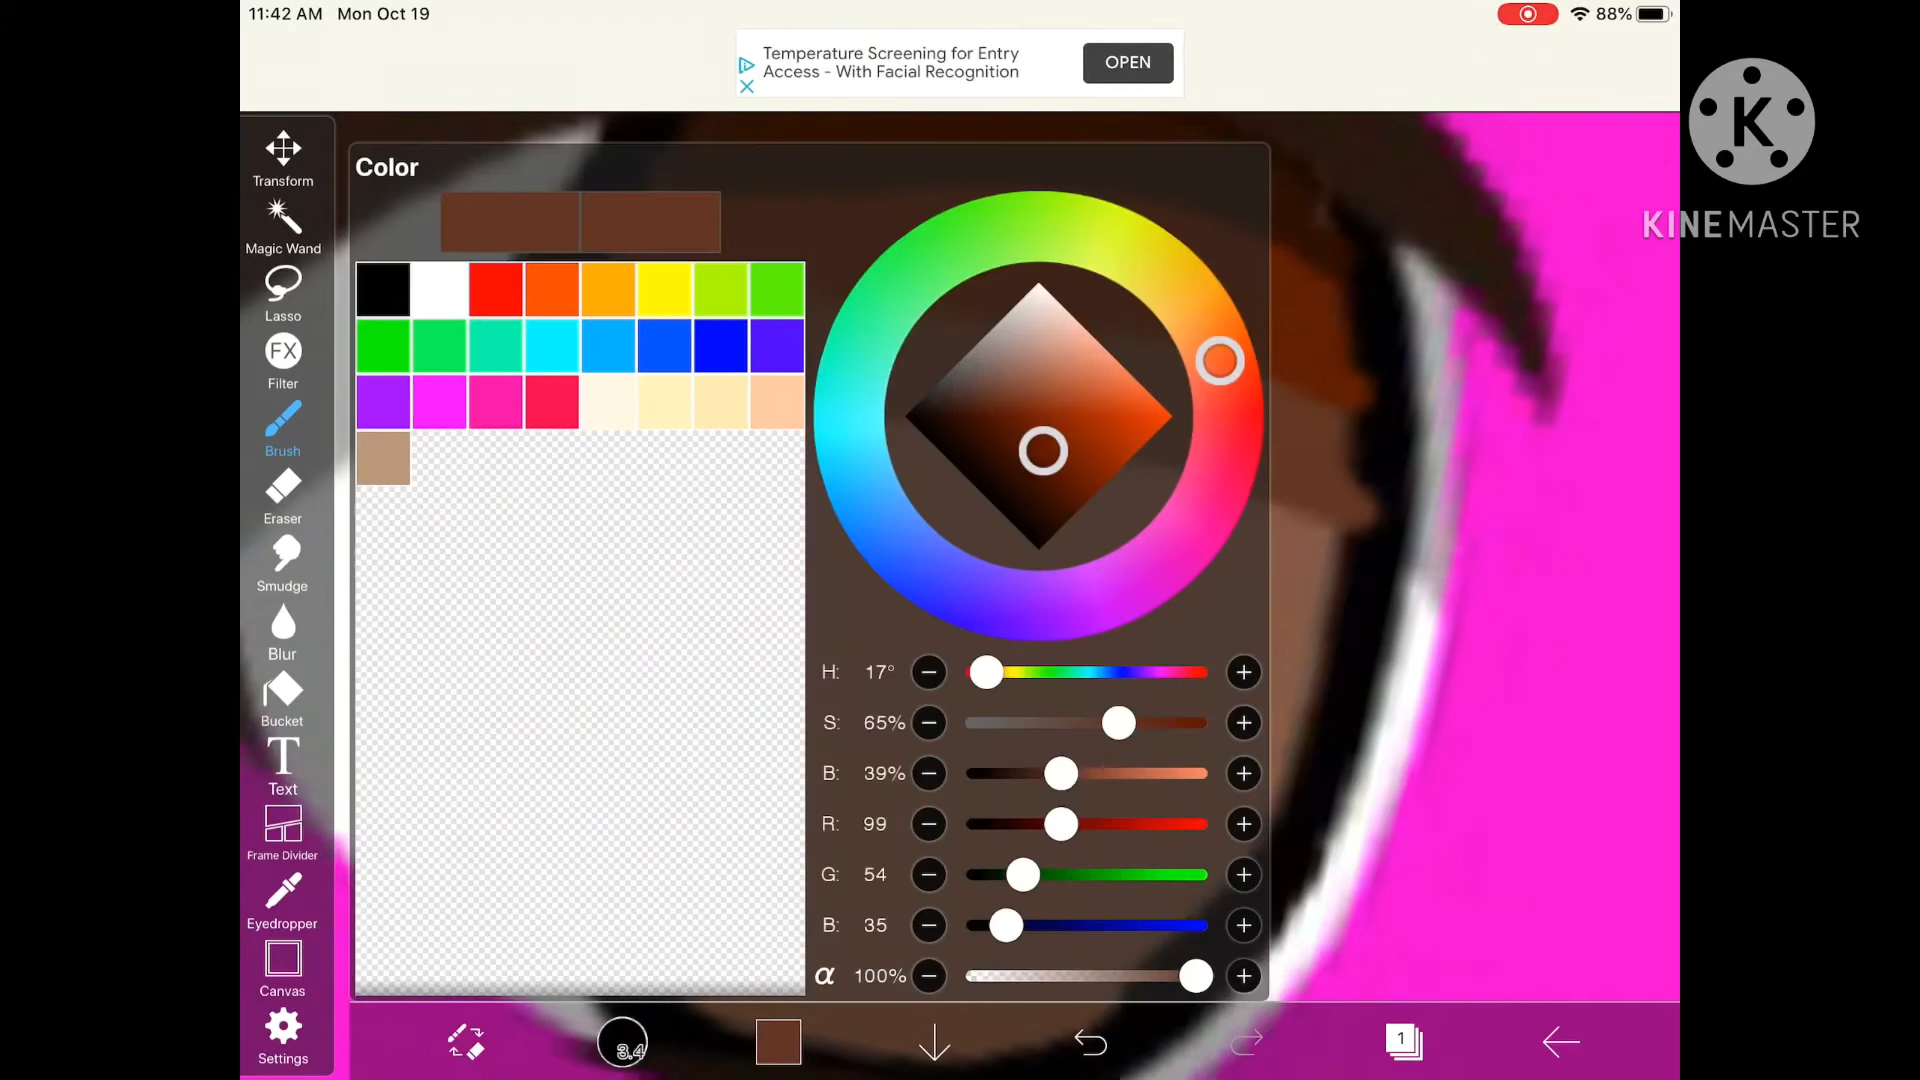 11:42 AM Mon Oct 19
88%
Temperature Screening for Entry
Access - With Facial Recognition
OPEN
K
KINEMASTER
Transform
Magic Wand
Lasso
FX
Filter
Brush
Eraser
Smudge
Blur
Bucket
T
Text
Frame Divider
Eyedropper
Canvas
Settings
Color
H: 17°
S: 65%
B: 39%
R: 99
G: 54
B: 35
α 100%
3.4
1